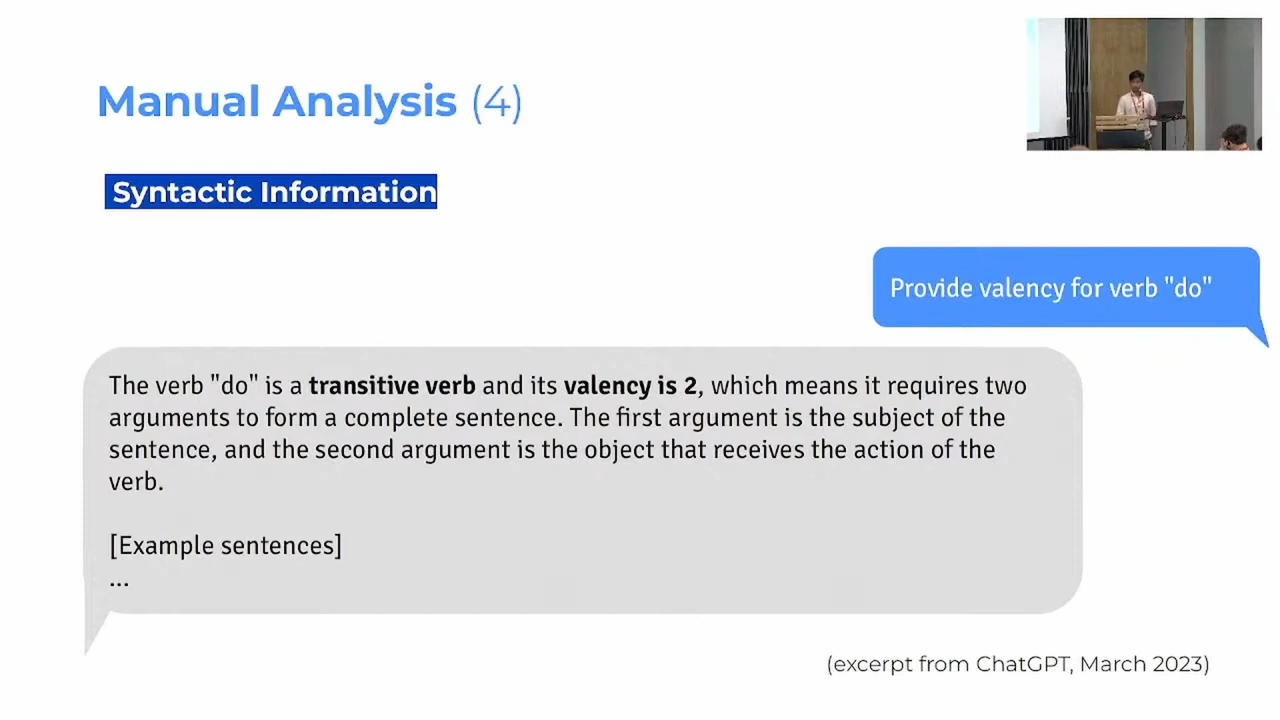 Manual Analysis (4)
Syntactic Information
Provide valency for verb "do"
The verb "do" is a transitive verb and its valency is 2, which means it requires two
arguments to form a complete sentence. The first argument is the subject of the
sentence, and the second argument is the object that receives the action of the
verb.
[Example sentences]
...
(excerpt from ChatGPT, March 2023)